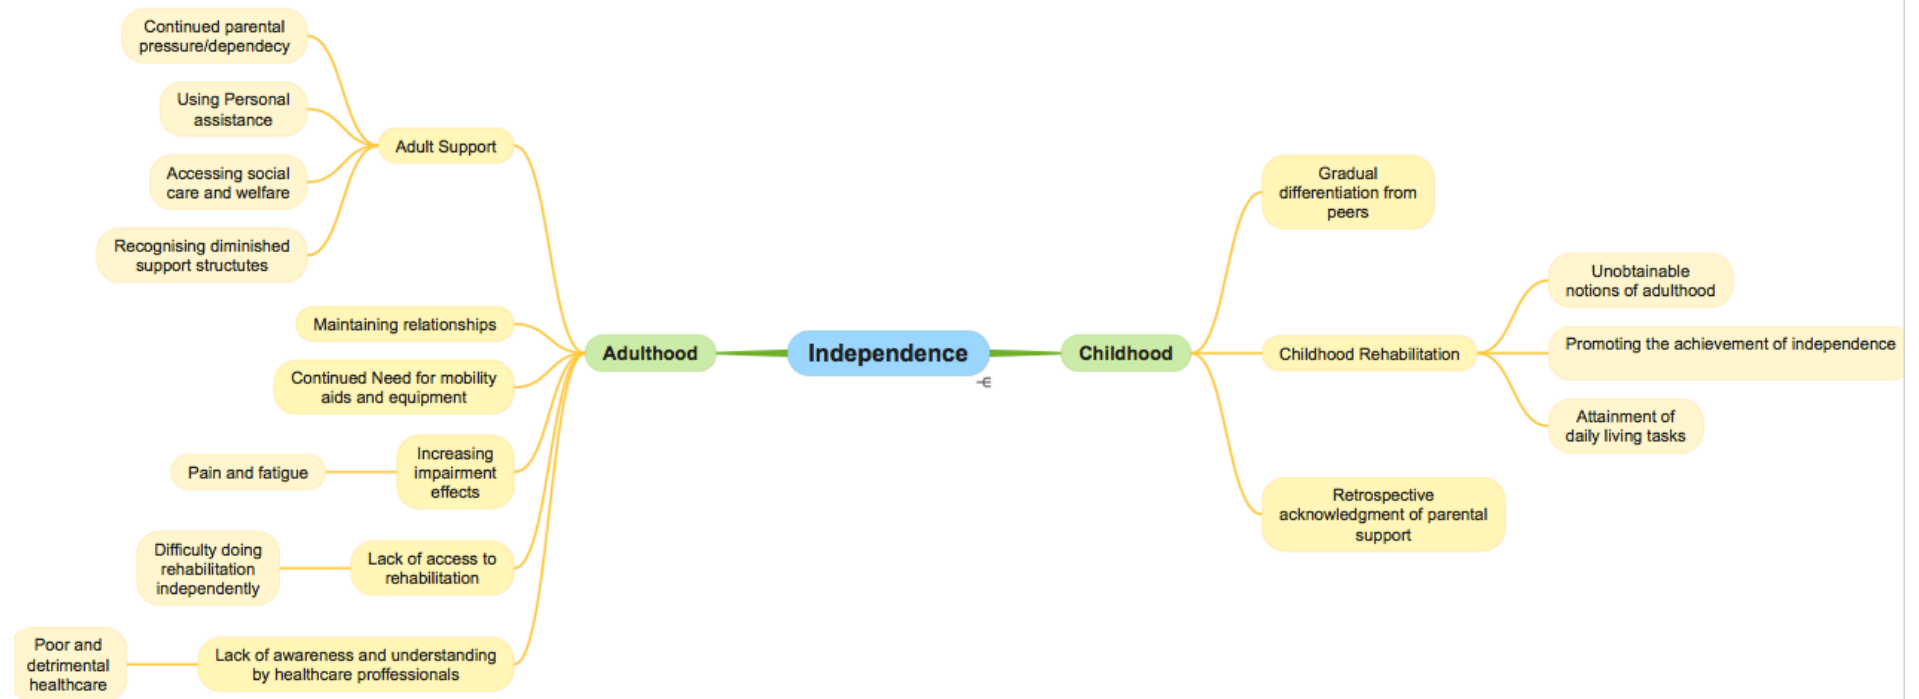 Continued parental
pressure/dependecy
Using Personal
assistance
Accessing social
care and welfare
Recognising diminished
support structutes
Adult Support
Maintaining relationships
Continued Need for mobility
aids and equipment
Pain and fatigue
Increasing
impairment
effects
Difficulty doing
rehabilitation
independently
Lack of access to
rehabilitation
Poor and
detrimental
healthcare
Lack of awareness and understanding
by healthcare proffessionals
Adulthood
Independence
Childhood
Gradual
differentiation from
peers
Childhood Rehabilitation
Unobtainable
notions of adulthood
Promoting the achievement of independence
Attainment of
daily living tasks
Retrospective
acknowledgment of parental
support